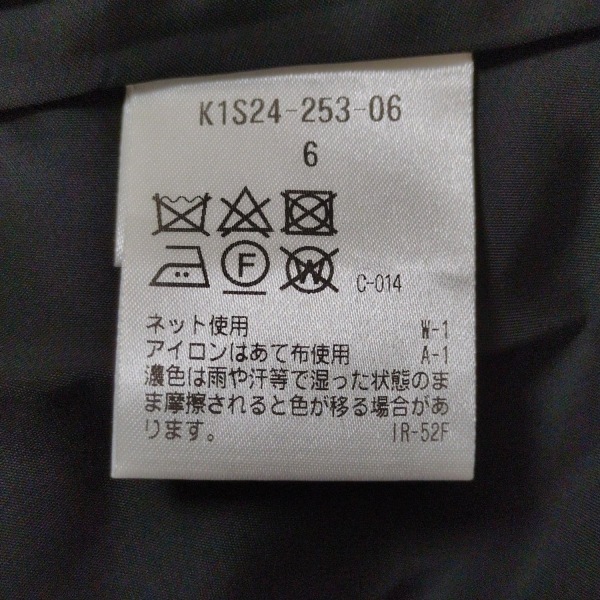 K1S24-253-06
6
F W C-014
ネット使用 W-1
アイロンはあて布使用 A-1
濃色は雨や汗等で湿った状態のま
ま摩擦されると色が移る場合があ
ります。 IR-52F